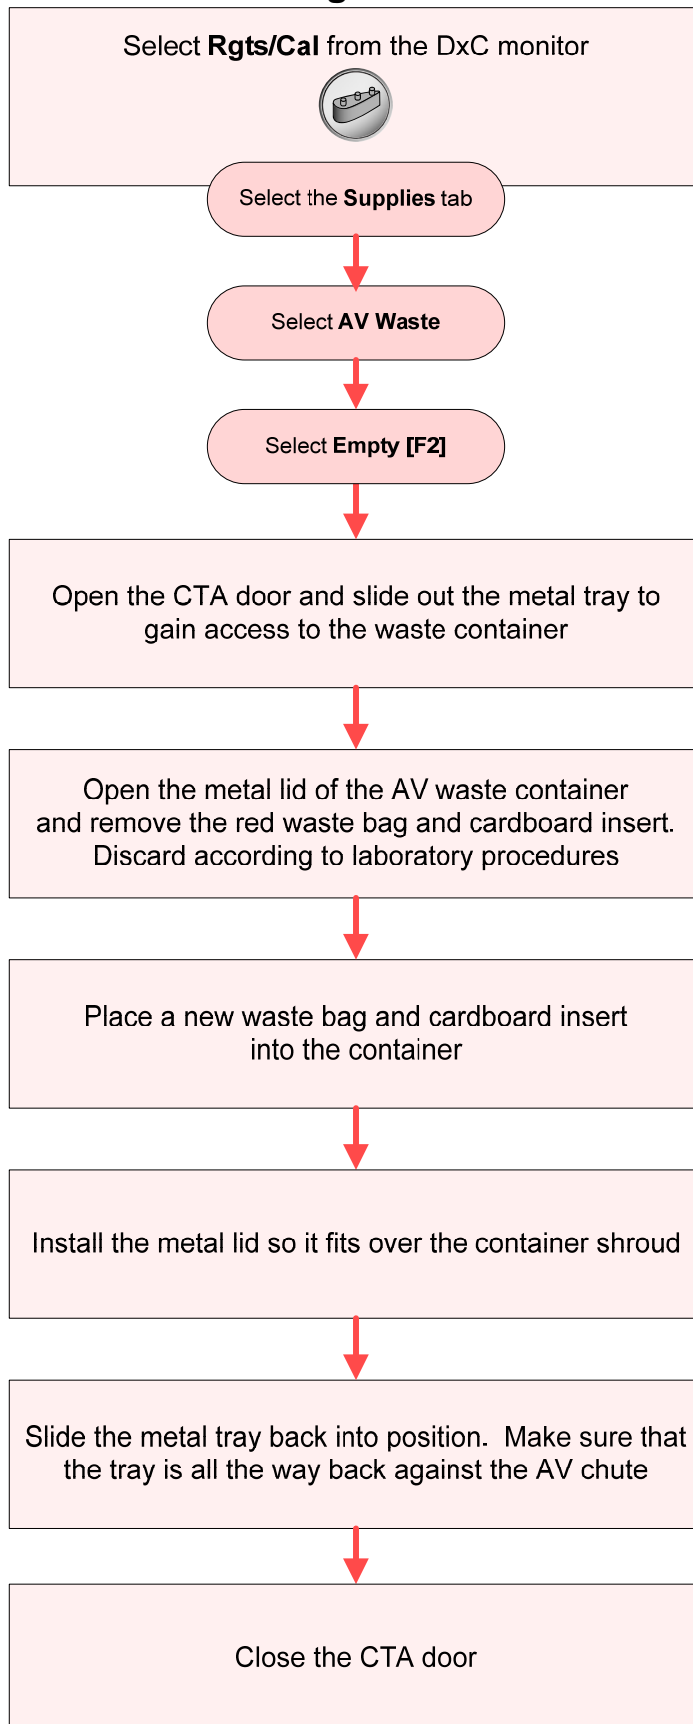 Select Rgts/Cal from the DxC monitor
Select the Supplies tab
Select AV Waste
Select Empty [F2]
Open the CTA door and slide out the metal tray to
gain access to the waste container
Open the metal lid of the AV waste container
and remove the red waste bag and cardboard insert.
Discard according to laboratory procedures
Place a new waste bag and cardboard insert
into the container
Install the metal lid so it fits over the container shroud
Slide the metal tray back into position. Make sure that
the tray is all the way back against the AV chute
Close the CTA door